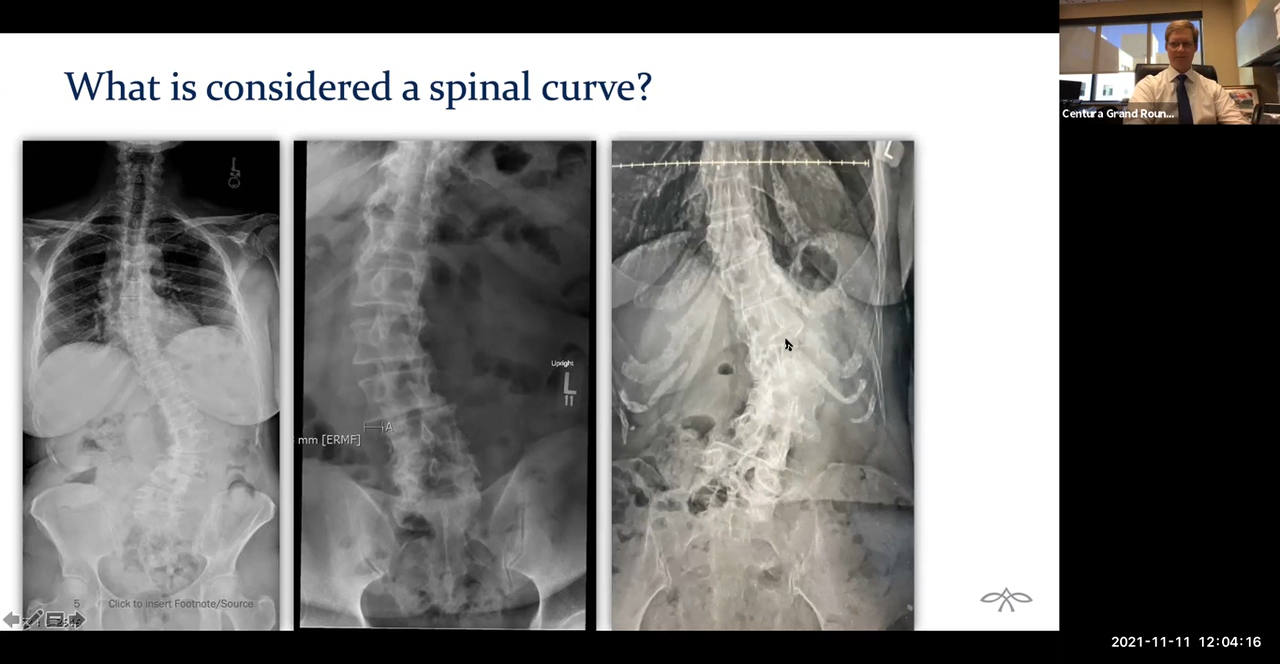 What is considered a spinal curve?
Centura Grand Roun...
L
L
Upright
L
A
mm [ERMF]
5
Click to insert Footnote/Source
2021-11-11 12:04:16